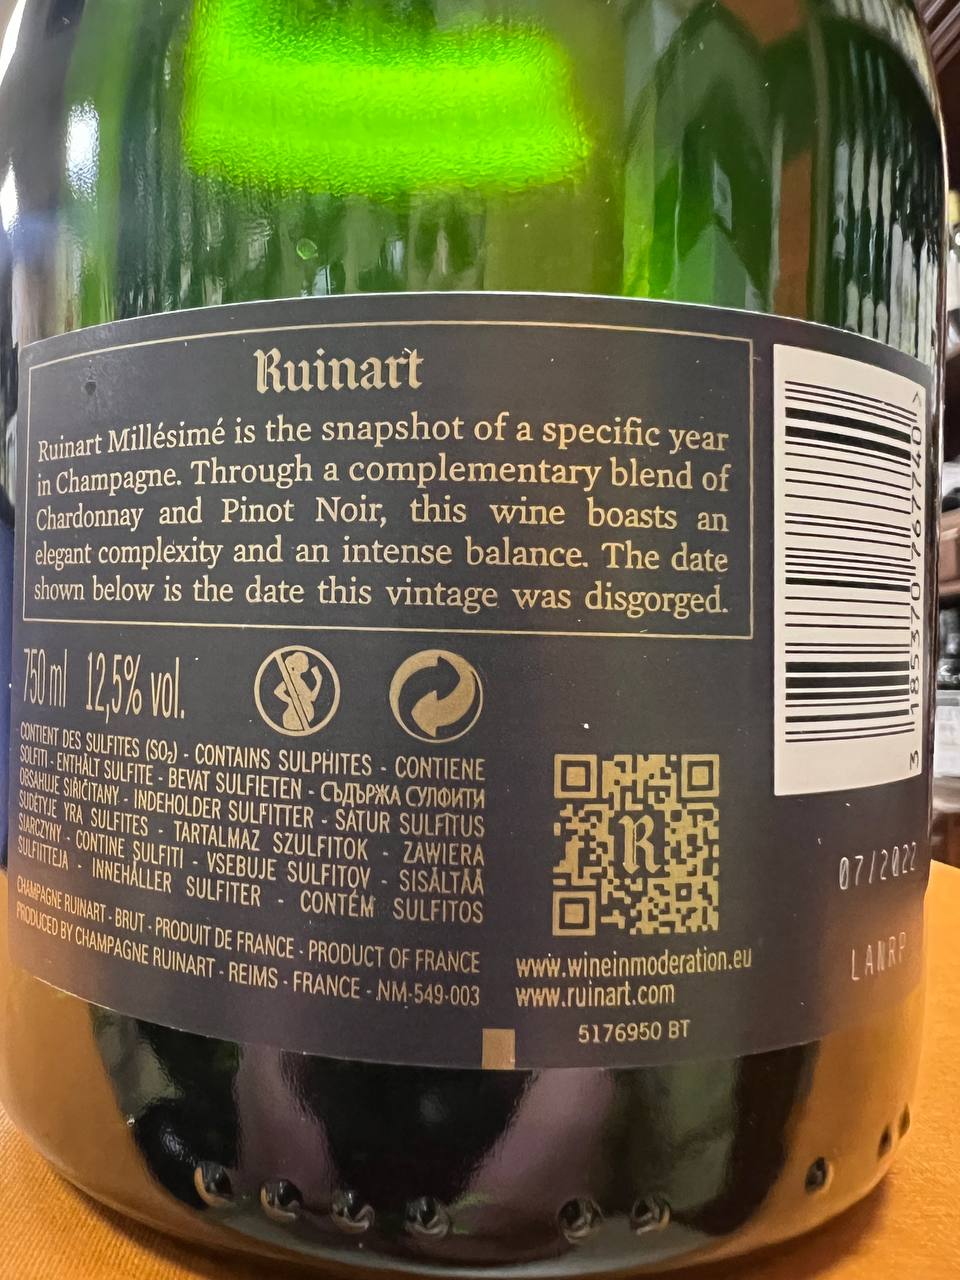 Ruinart
Ruinart Millésimé is the snapshot of a specific year
in Champagne. Through a complementary blend of
Chardonnay and Pinot Noir, this wine boasts an
elegant complexity and an intense balance. The date
shown below is the date this vintage was disgorged.
750 ml 12,5% vol.
CONTIENT DES SULFITES (SO₂) - CONTAINS SULPHITES - CONTIENE
SOLFITI - ENTHÄLT SULFITE - BEVAT SULFIETEN - СЪДЪРЖА СУЛФИТИ
OBSAHUJE SIŘIČITANY - INDEHOLDER SULFITTER - SATUR SULFĪTUS
SUDĖTYJE YRA SULFITES - TARTALMAZ SZULFITOK - ZAWIERA
SIARCZYNY - CONTINE SULFITI - VSEBUJE SULFITOV - SISÄLTÄÄ
SULFIITTEJA - INNEHÅLLER SULFITER - CONTÉM SULFITOS
CHAMPAGNE RUINART - BRUT - PRODUIT DE FRANCE - PRODUCT OF FRANCE
PRODUCED BY CHAMPAGNE RUINART - REIMS - FRANCE - NM-549-003
R
www.wineinmoderation.eu
www.ruinart.com
5176950 BT
3 185370 767740 >
07/2022
LANRP